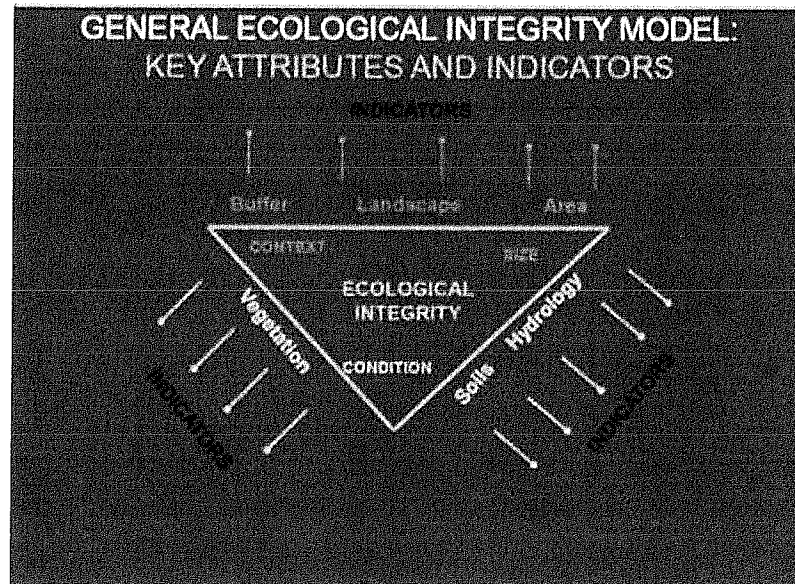 GENERAL ECOLOGICAL INTEGRITY MODEL:
KEY ATTRIBUTES AND INDICATORS
INDICATORS
Buffer Landscape Area
CONTEXT SIZE
ECOLOGICAL
INTEGRITY
Vegetation
Hydrology
CONDITION
Soils
INDICATORS
INDICATORS